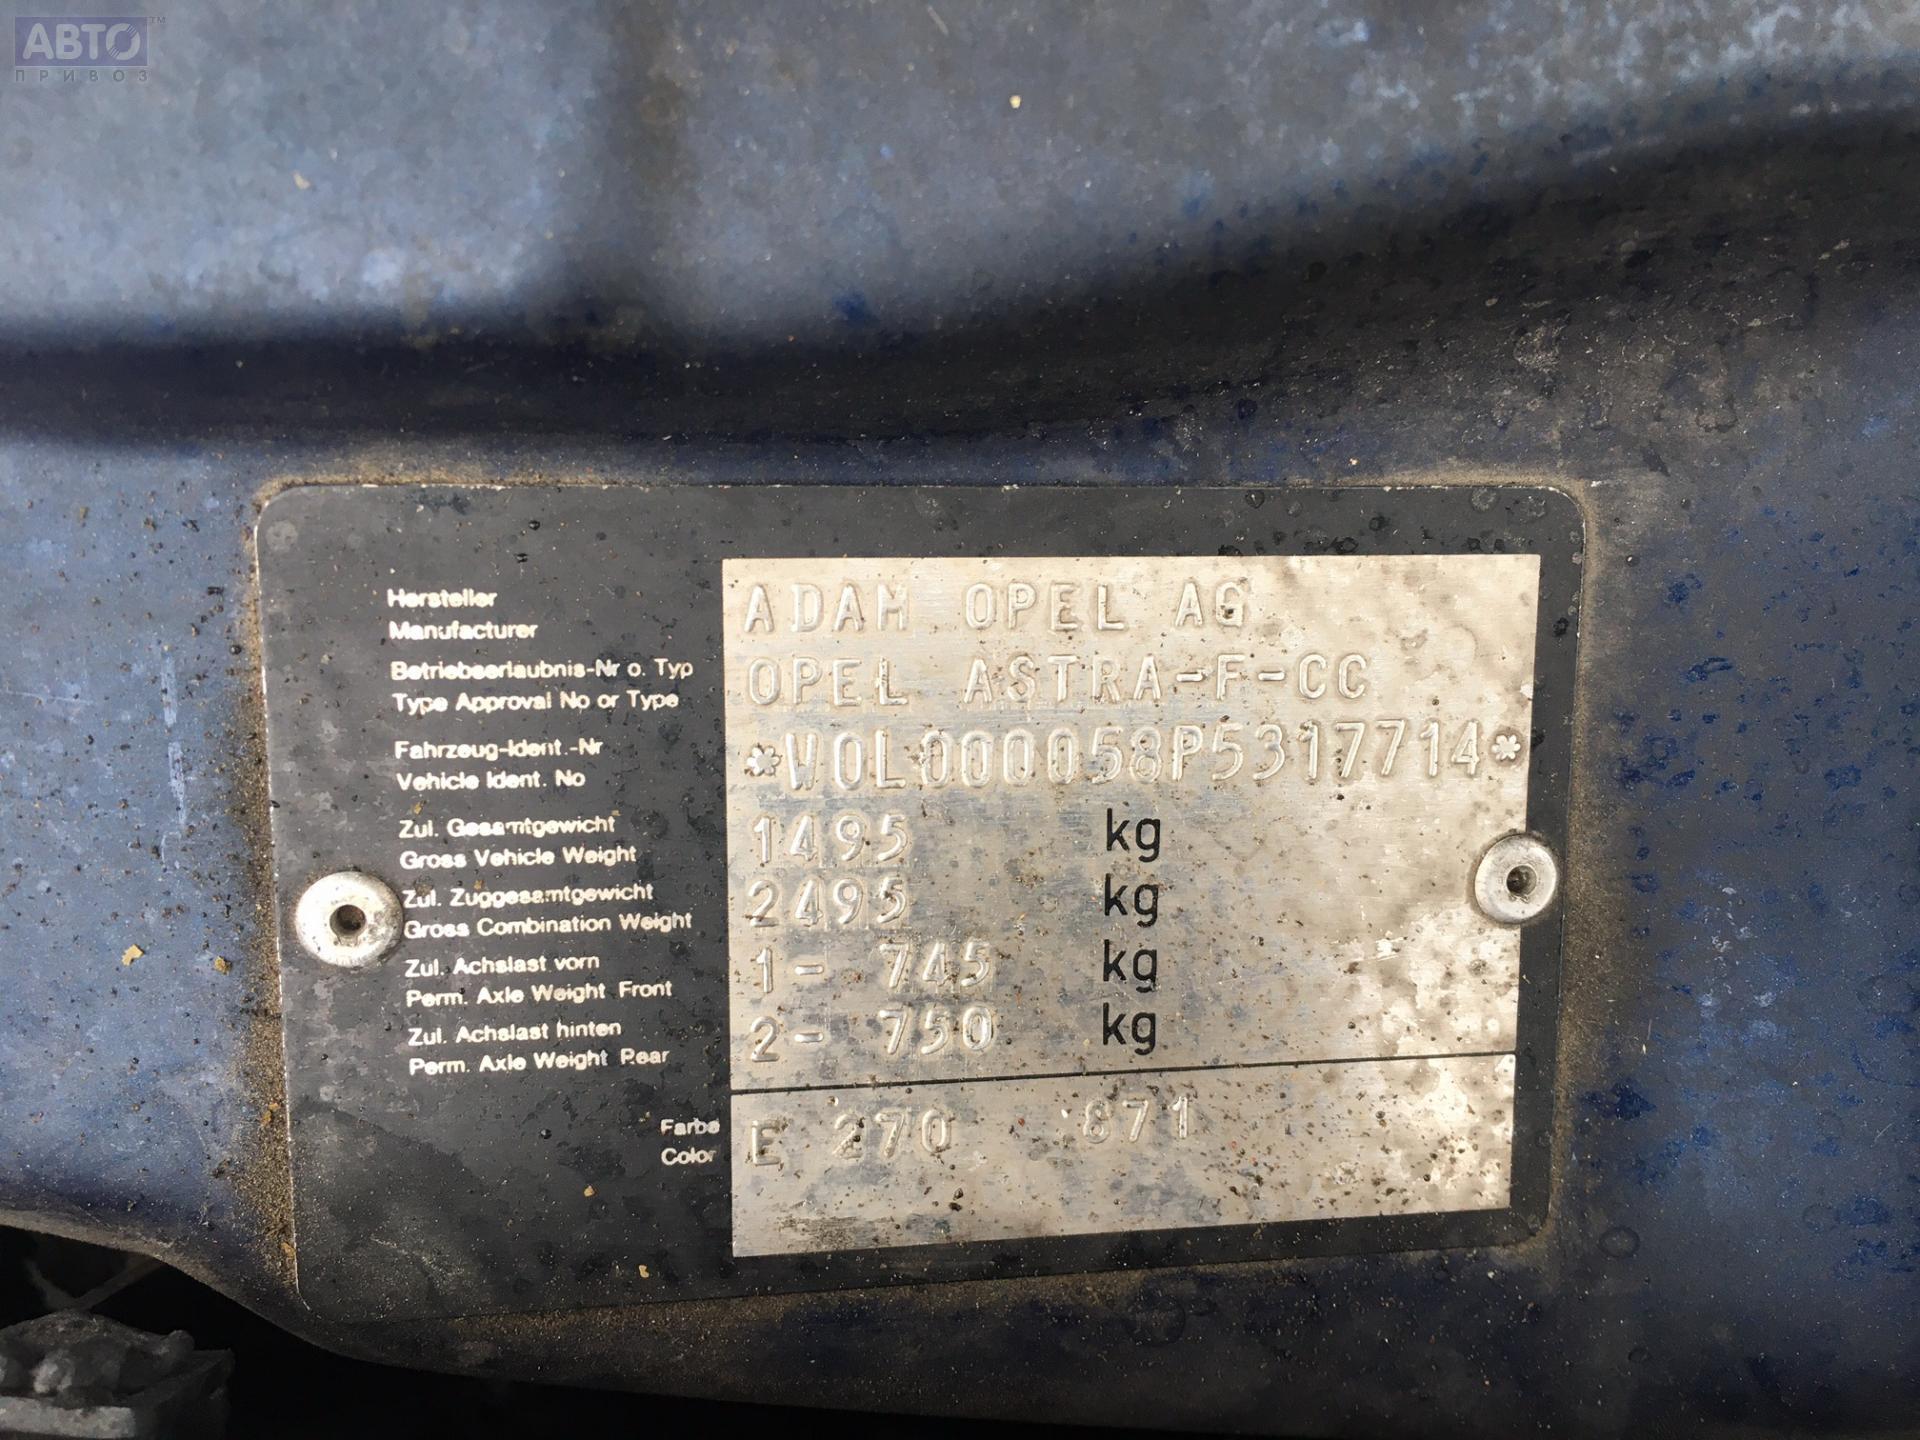 АВТО™
ПРИВОЗ
Hersteller
Manufacturer
ADAM OPEL AG
Betriebserlaubnis-Nr o. Typ
Type Approval No or Type
OPEL ASTRA-F-CC
Fahrzeug-Ident.-Nr
Vehicle Ident. No
*W0L000058P5317714*
Zul. Gesamtgewicht
Gross Vehicle Weight
1495 kg
Zul. Zuggesamtgewicht
Gross Combination Weight
2495 kg
Zul. Achslast vorn
Perm. Axle Weight Front
1- 745 kg
Zul. Achslast hinten
Perm. Axle Weight Rear
2- 750 kg
Farbe
Color
E 270 871